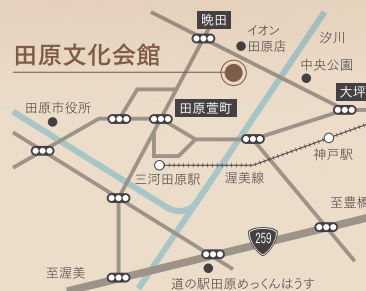 晩田
イオン
田原店
汐川
田原文化会館
中央公園
大坪
田原市役所
田原萱町
神戸駅
三河田原駅
渥美線
至豊橋
259
至渥美
道の駅田原めっくんはうす